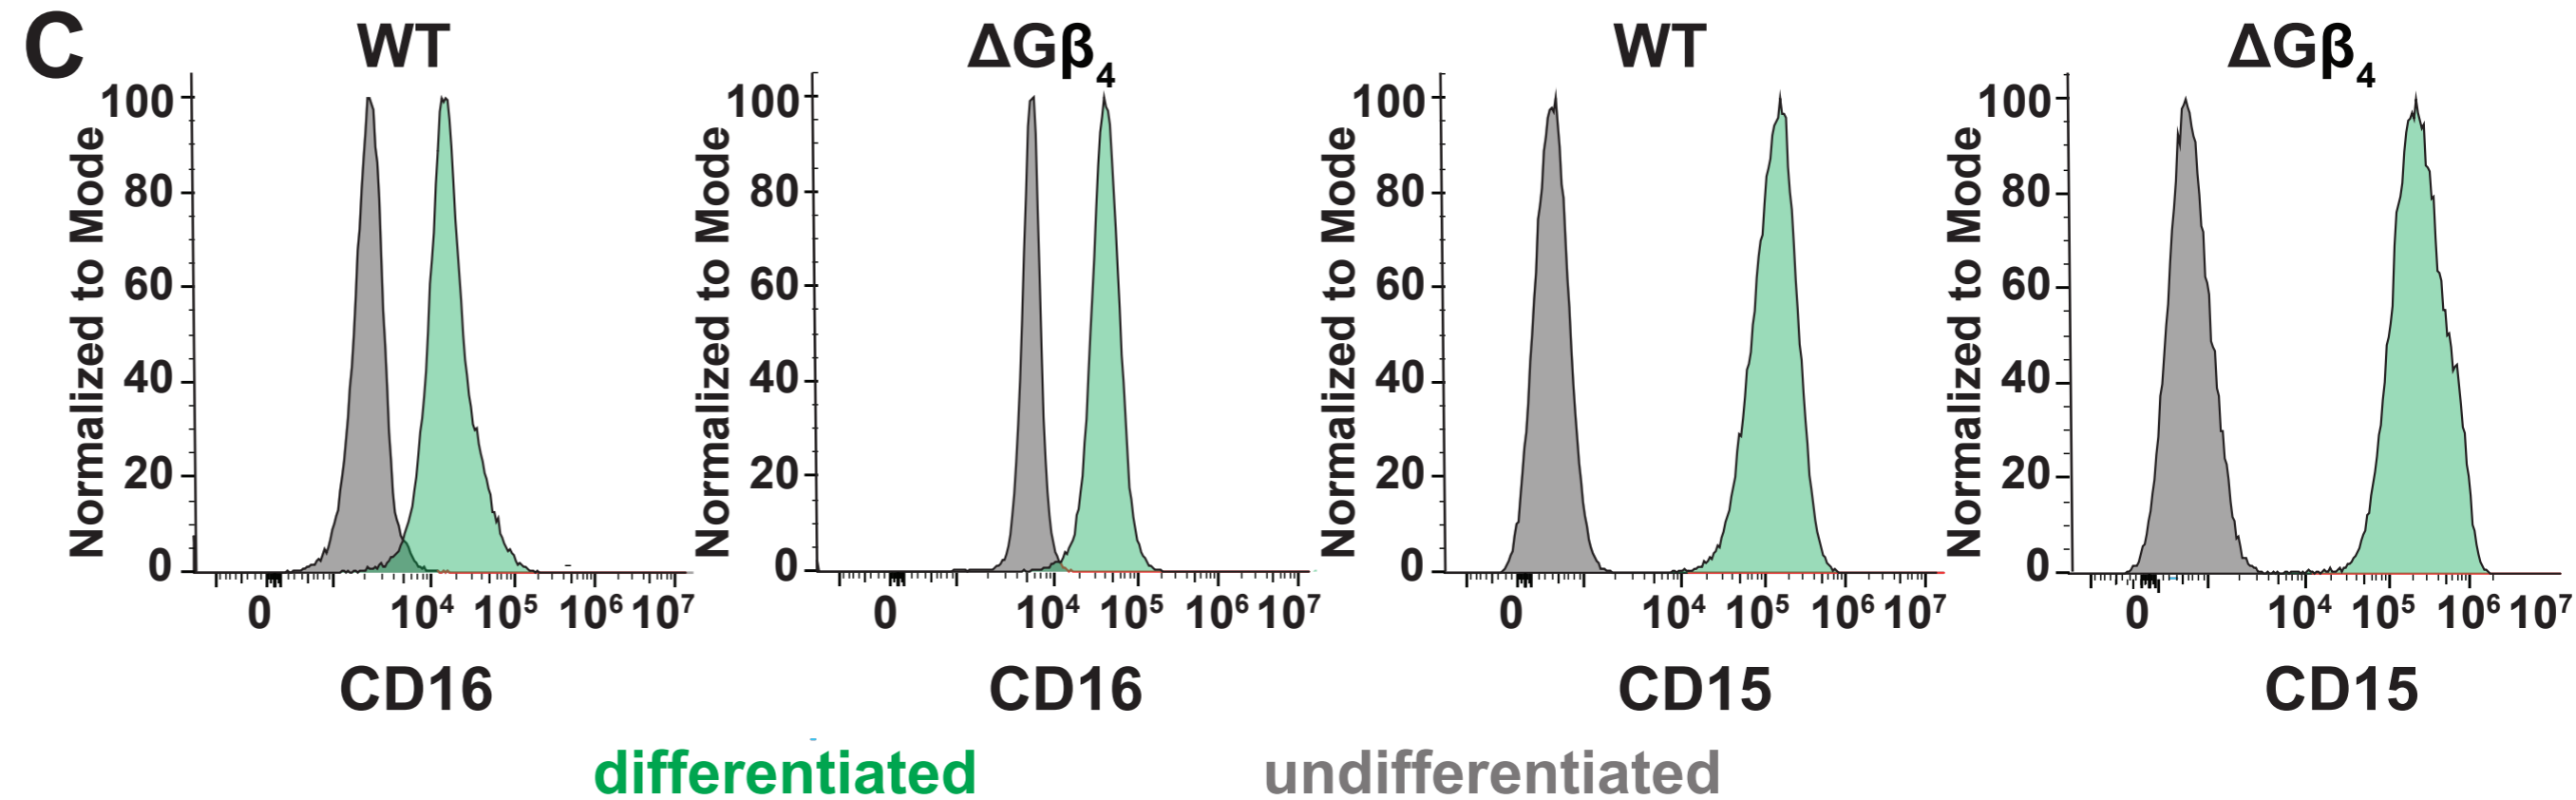 C
WT
ΔGβ₄
WT
ΔGβ₄
Normalized to Mode
100
80
60
40
20
0
0 10⁴ 10⁵ 10⁶ 10⁷
CD16
Normalized to Mode
100
80
60
40
20
0
0 10⁴ 10⁵ 10⁶ 10⁷
CD16
Normalized to Mode
100
80
60
40
20
0
0 10⁴ 10⁵ 10⁶ 10⁷
CD15
Normalized to Mode
100
80
60
40
20
0
0 10⁴ 10⁵ 10⁶ 10⁷
CD15
differentiated
undifferentiated